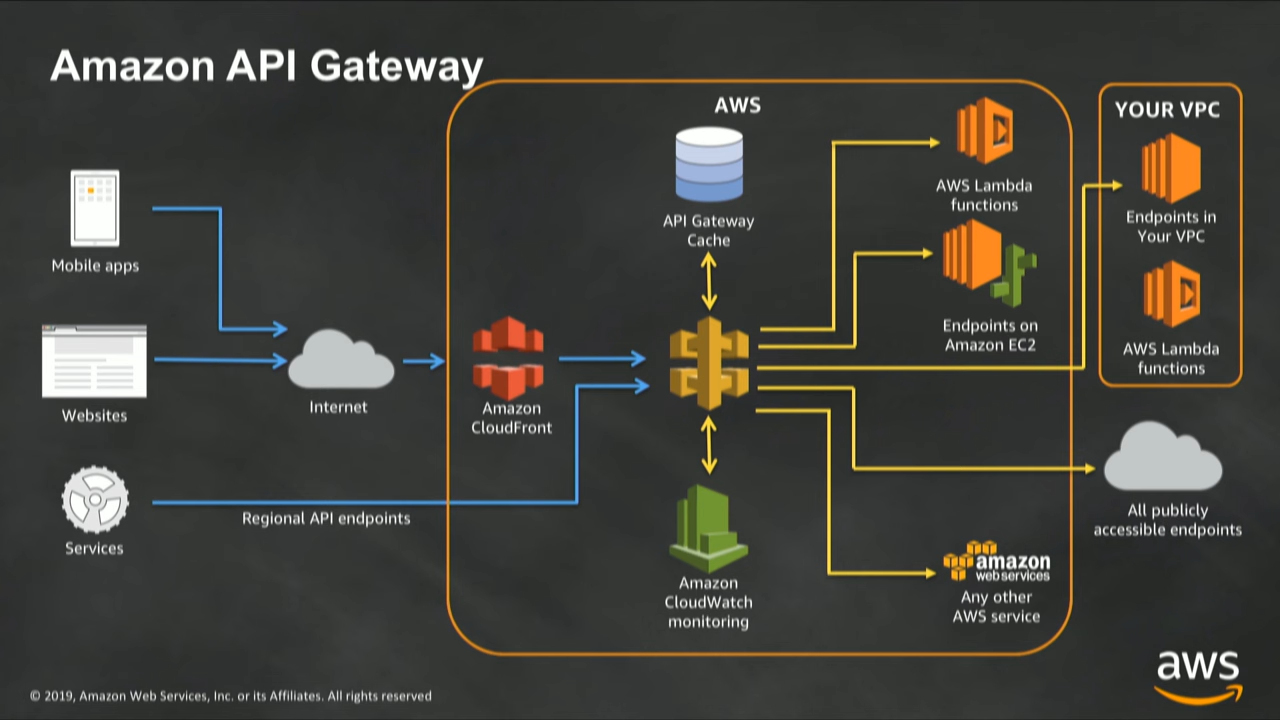 Amazon API Gateway
AWS
YOUR VPC
Mobile apps
Websites
Services
Internet
Regional API endpoints
Amazon
CloudFront
API Gateway
Cache
Amazon
CloudWatch
monitoring
AWS Lambda
functions
Endpoints on
Amazon EC2
amazon
webservices
Any other
AWS service
Endpoints in
Your VPC
AWS Lambda
functions
All publicly
accessible endpoints
© 2019, Amazon Web Services, Inc. or its Affiliates. All rights reserved
aws